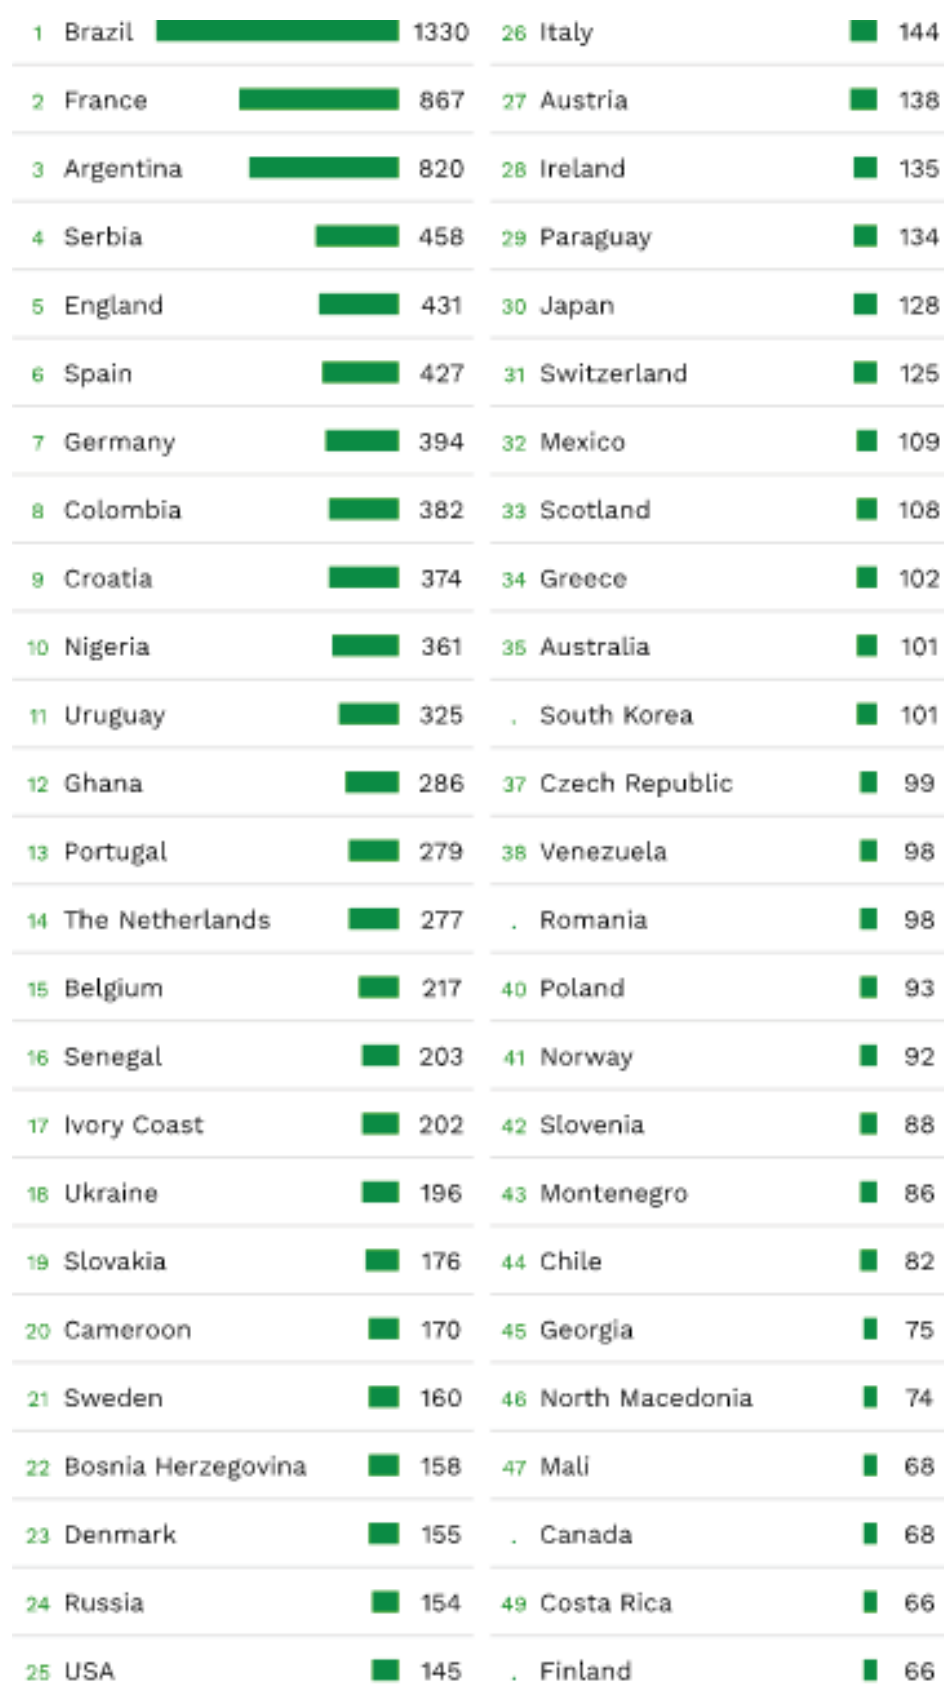 1 Brazil 1330
2 France 867
3 Argentina 820
4 Serbia 458
5 England 431
6 Spain 427
7 Germany 394
8 Colombia 382
9 Croatia 374
10 Nigeria 361
11 Uruguay 325
12 Ghana 286
13 Portugal 279
14 The Netherlands 277
15 Belgium 217
16 Senegal 203
17 Ivory Coast 202
18 Ukraine 196
19 Slovakia 176
20 Cameroon 170
21 Sweden 160
22 Bosnia Herzegovina 158
23 Denmark 155
24 Russia 154
25 USA 145
26 Italy 144
27 Austria 138
28 Ireland 135
29 Paraguay 134
30 Japan 128
31 Switzerland 125
32 Mexico 109
33 Scotland 108
34 Greece 102
35 Australia 101
. South Korea 101
37 Czech Republic 99
38 Venezuela 98
. Romania 98
40 Poland 93
41 Norway 92
42 Slovenia 88
43 Montenegro 86
44 Chile 82
45 Georgia 75
46 North Macedonia 74
47 Mali 68
. Canada 68
49 Costa Rica 66
. Finland 66